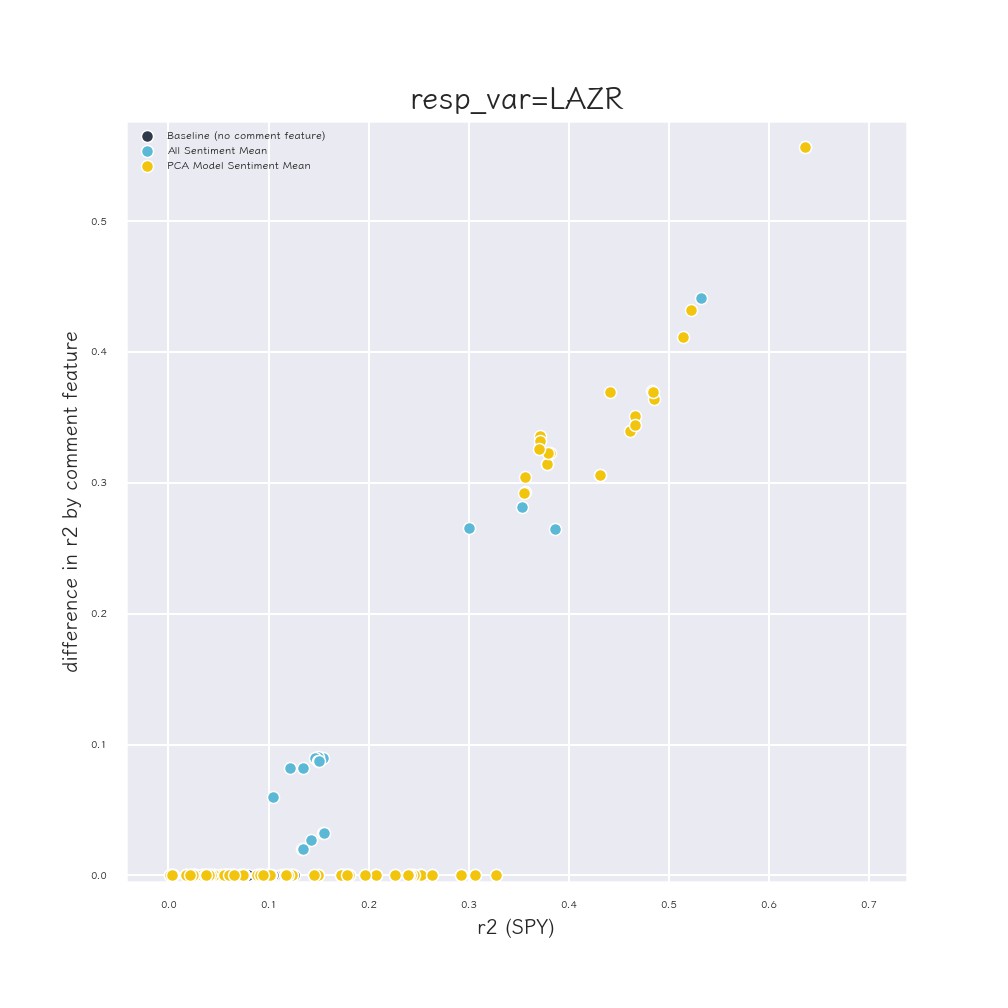 resp_var=LAZR
Baseline (no comment feature)
All Sentiment Mean
PCA Model Sentiment Mean
difference in r2 by comment feature
0.5
0.4
0.3
0.2
0.1
0.0
0.0 0.1 0.2 0.3 0.4 0.5 0.6 0.7
r2 (SPY)